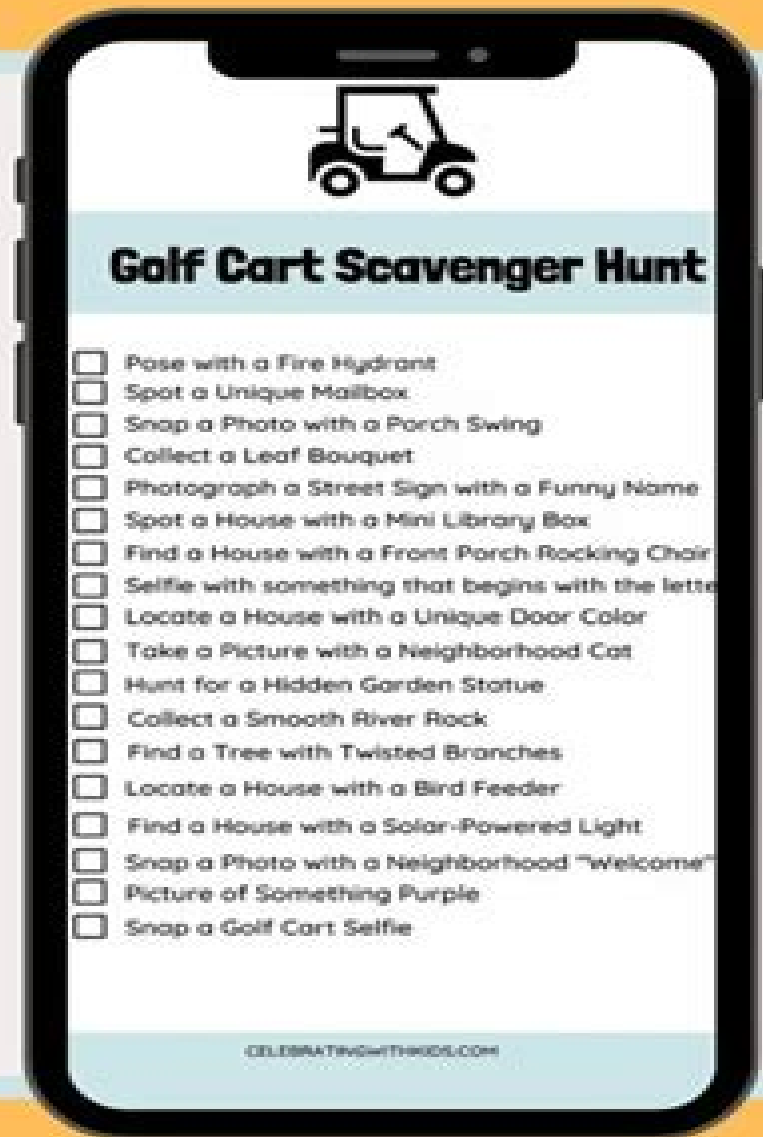 Golf Cart Scavenger Hunt
Pose with a Fire Hydrant
Spot a Unique Mailbox
Snap a Photo with a Porch Swing
Collect a Leaf Bouquet
Photograph a Street Sign with a Funny Name
Spot a House with a Mini Library Box
Find a House with a Front Porch Rocking Chair
Selfie with something that begins with the lette
Locate a House with a Unique Door Color
Take a Picture with a Neighborhood Cat
Hunt for a Hidden Garden Statue
Collect a Smooth River Rock
Find a Tree with Twisted Branches
Locate a House with a Bird Feeder
Find a House with a Solar-Powered Light
Snap a Photo with a Neighborhood "Welcome"
Picture of Something Purple
Snap a Golf Cart Selfie
CELEBRATINGWITHKIDS.COM